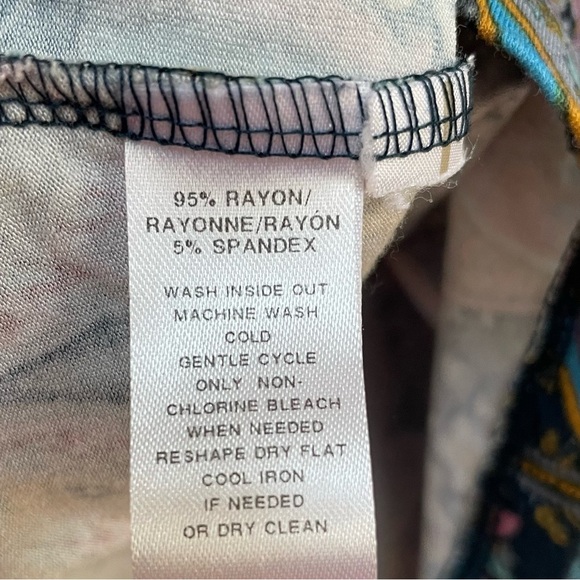 95% RAYON/
RAYONNE/RAYÓN
5% SPANDEX
WASH INSIDE OUT
MACHINE WASH
COLD
GENTLE CYCLE
ONLY NON-
CHLORINE BLEACH
WHEN NEEDED
RESHAPE DRY FLAT
COOL IRON
IF NEEDED
OR DRY CLEAN